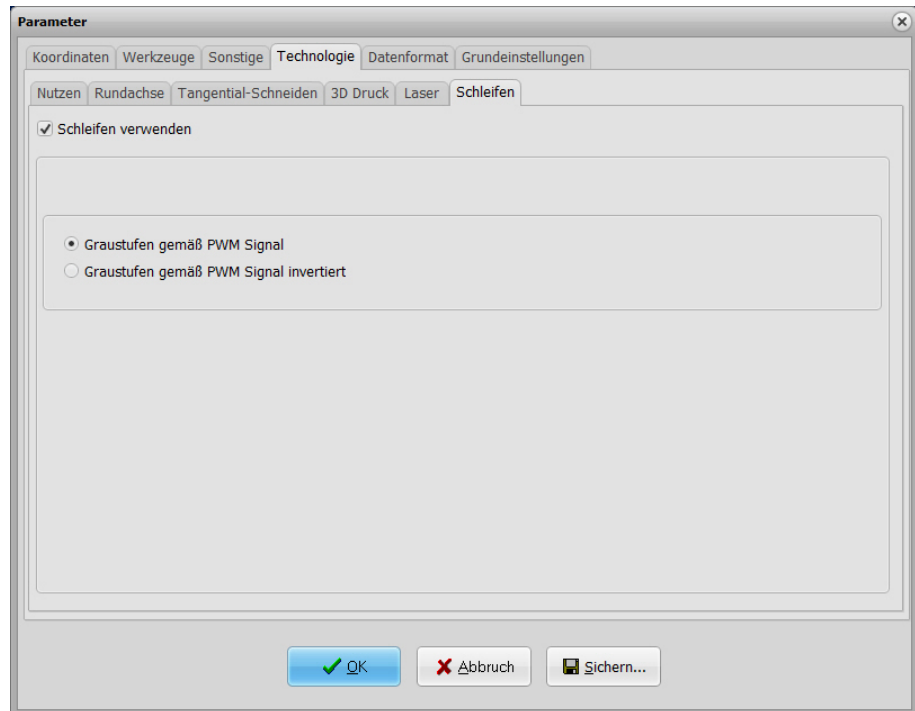 Parameter
Koordinaten Werkzeuge Sonstige Technologie Datenformat Grundeinstellungen
Nutzen Rundachse Tangential-Schneiden 3D Druck Laser Schleifen
Schleifen verwenden
Graustufen gemäß PWM Signal
Graustufen gemäß PWM Signal invertiert
OK Abbruch Sichern...